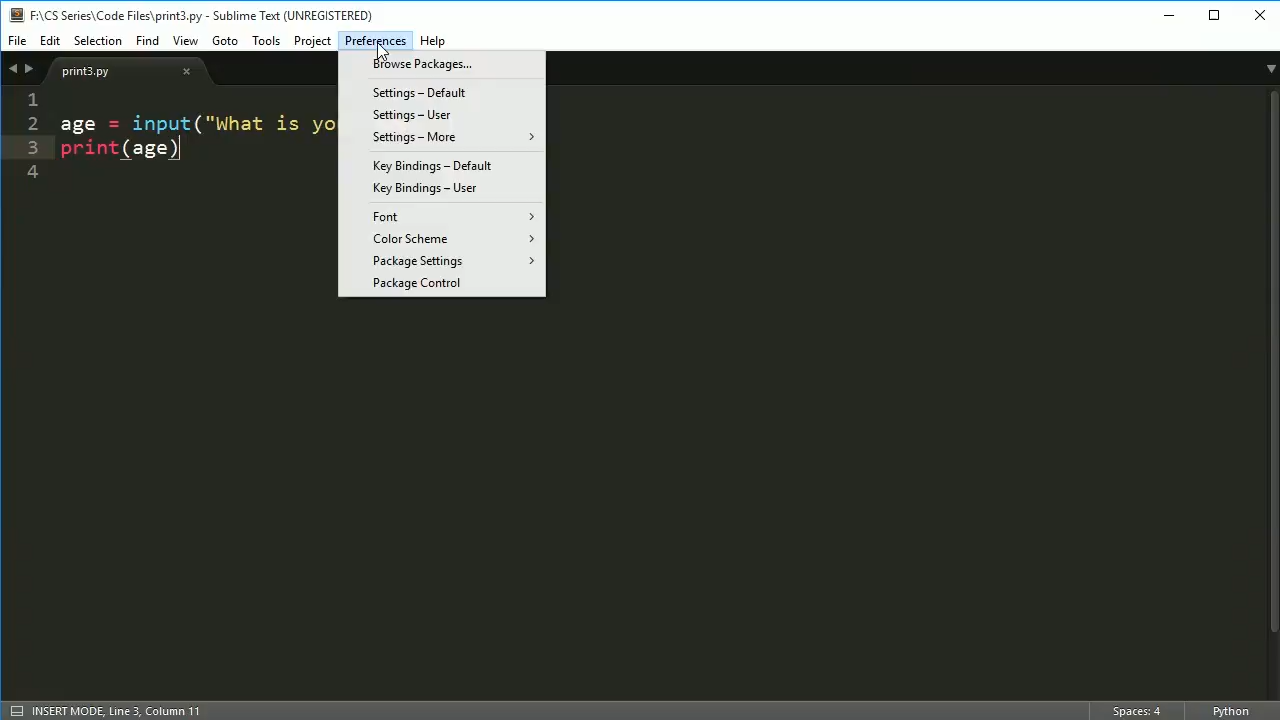 F:\CS Series\Code Files\print3.py - Sublime Text (UNREGISTERED)
File Edit Selection Find View Goto Tools Project Preferences Help
print3.py
Browse Packages...
Settings – Default
Settings – User
Settings – More
Key Bindings – Default
Key Bindings – User
Font
Color Scheme
Package Settings
Package Control
1
2 age = input("What is yo
3 print(age)
4
INSERT MODE, Line 3, Column 11 Spaces: 4 Python